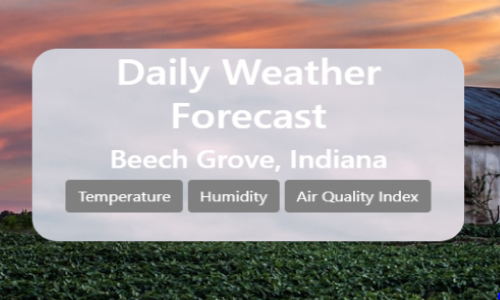 Daily Weather
Forecast
Beech Grove, Indiana
Temperature Humidity Air Quality Index